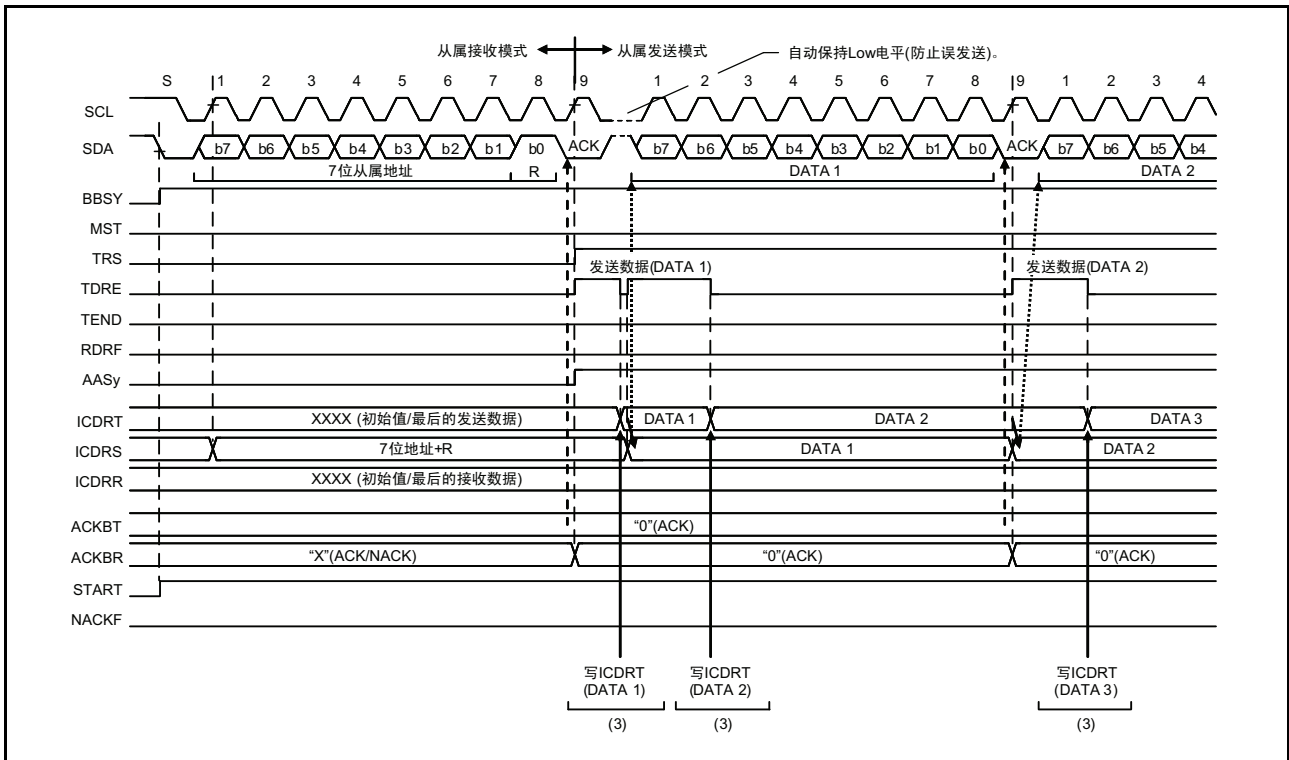 从属接收模式 从属发送模式 自动保持Low电平(防止误发送)。
S 1 2 3 4 5 6 7 8 9 1 2 3 4 5 6 7 8 9 1 2 3 4
SCL
SDA b7 b6 b5 b4 b3 b2 b1 b0 ACK b7 b6 b5 b4 b3 b2 b1 b0 ACK b7 b6 b5 b4
7位从属地址 R DATA 1 DATA 2
BBSY
MST
TRS
发送数据(DATA 1) 发送数据(DATA 2)
TDRE
TEND
RDRF
AASy
ICDRT XXXX (初始值/最后的发送数据) DATA 1 DATA 2 DATA 3
ICDRS 7位地址+R DATA 1 DATA 2
ICDRR XXXX (初始值/最后的接收数据)
ACKBT “0”(ACK)
ACKBR “X”(ACK/NACK) “0”(ACK) “0”(ACK)
START
NACKF
写ICDRT 写ICDRT 写ICDRT
(DATA 1) (DATA 2) (DATA 3)
(3) (3) (3)